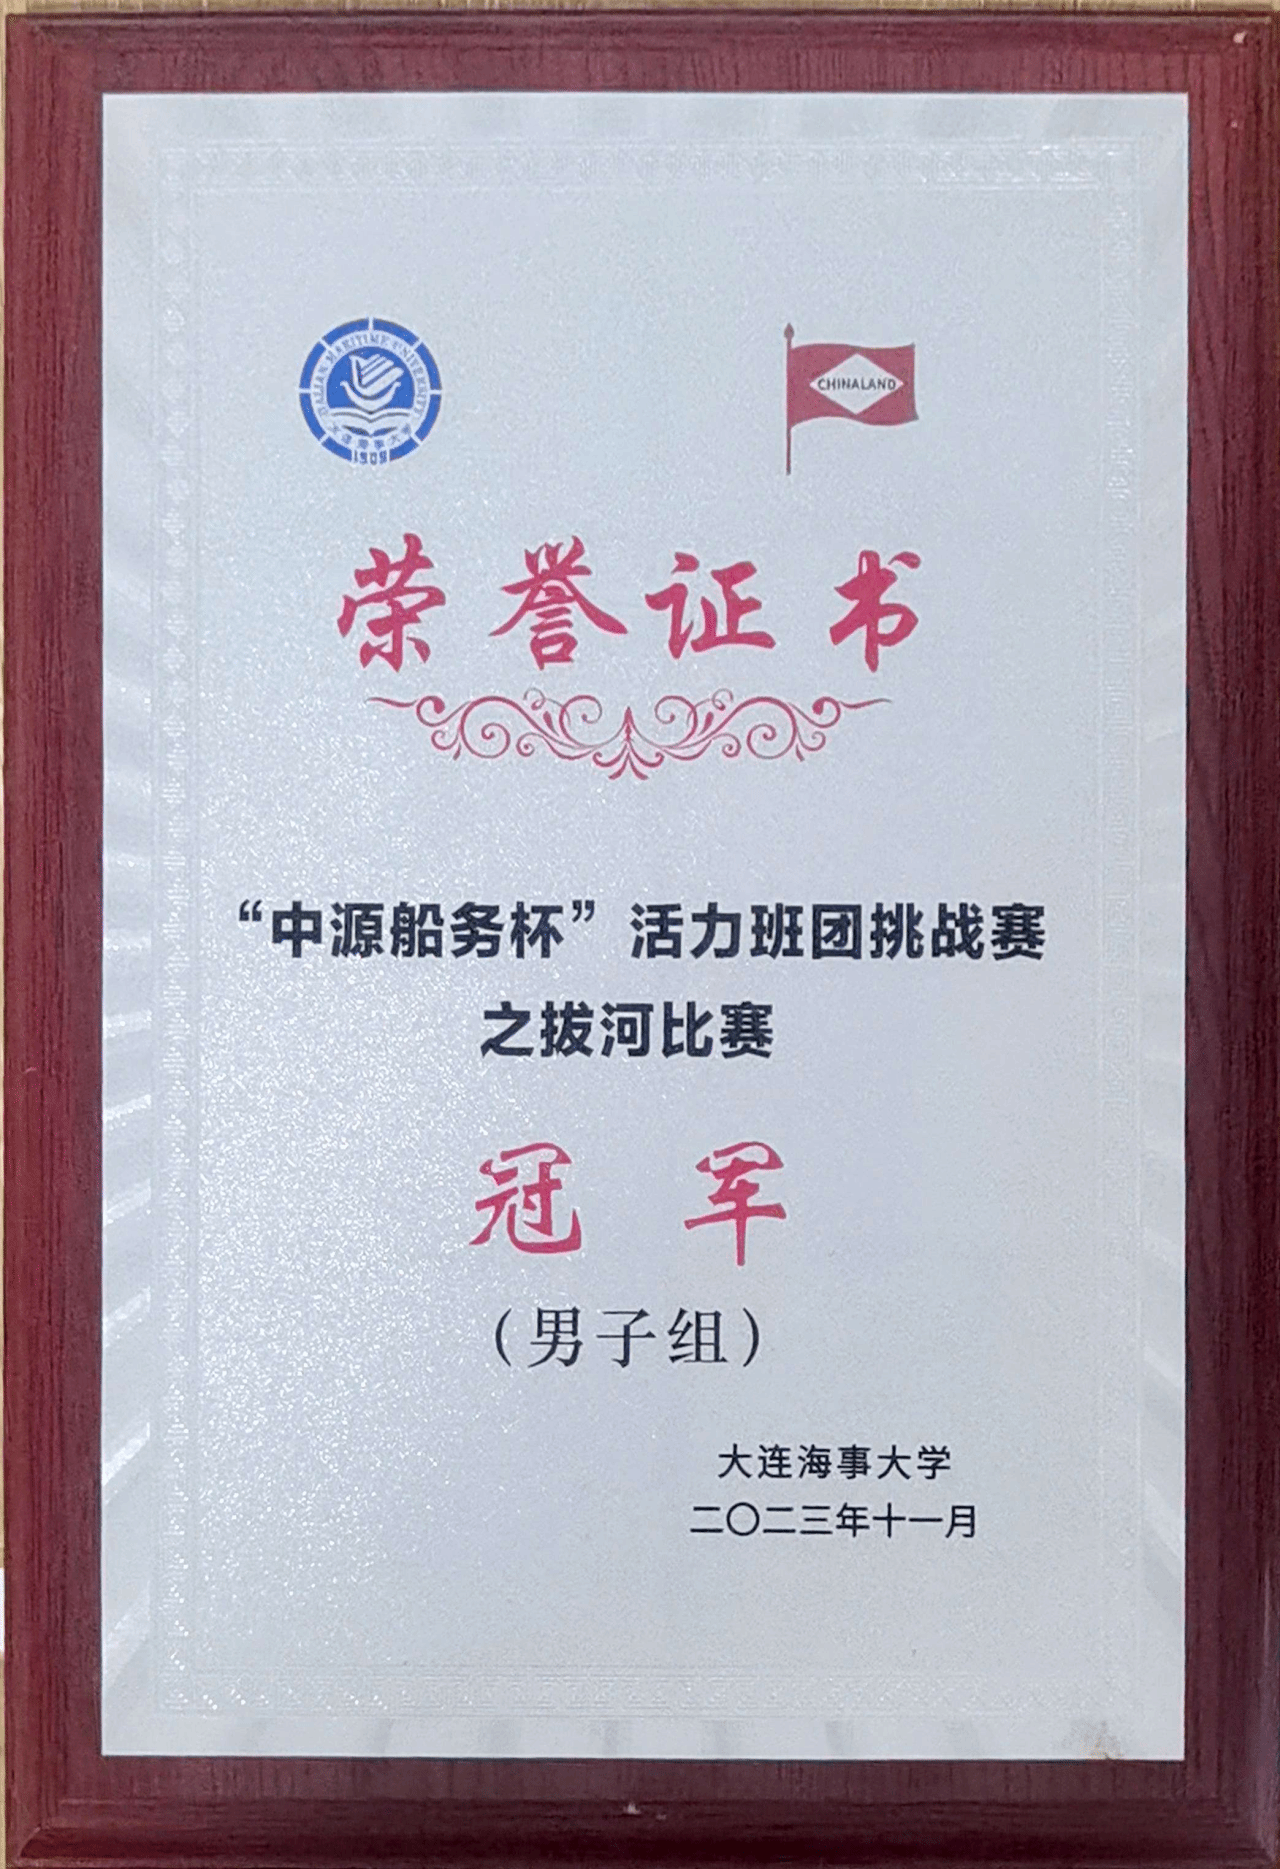 DALIAN MARITIME UNIVERSITY
大连海事大学
1909
CHINALAND
荣誉证书
“中源船务杯”活力班团挑战赛
之拔河比赛
冠军
（男子组）
大连海事大学
二〇二三年十一月